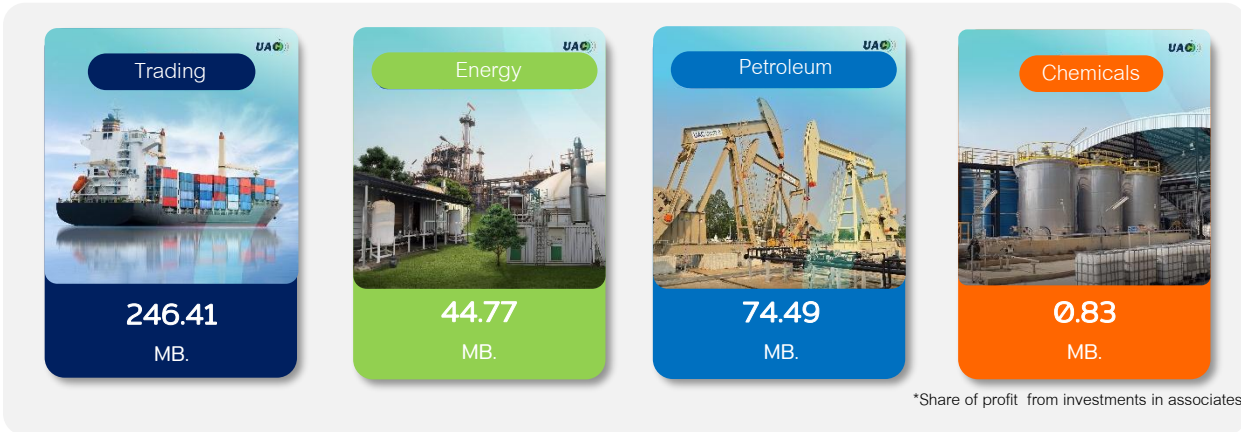 UAC
Trading
246.41
MB.
UAC
Energy
44.77
MB.
UAC
Petroleum
74.49
MB.
UAC
Chemicals
0.83
MB.
*Share of profit from investments in associates